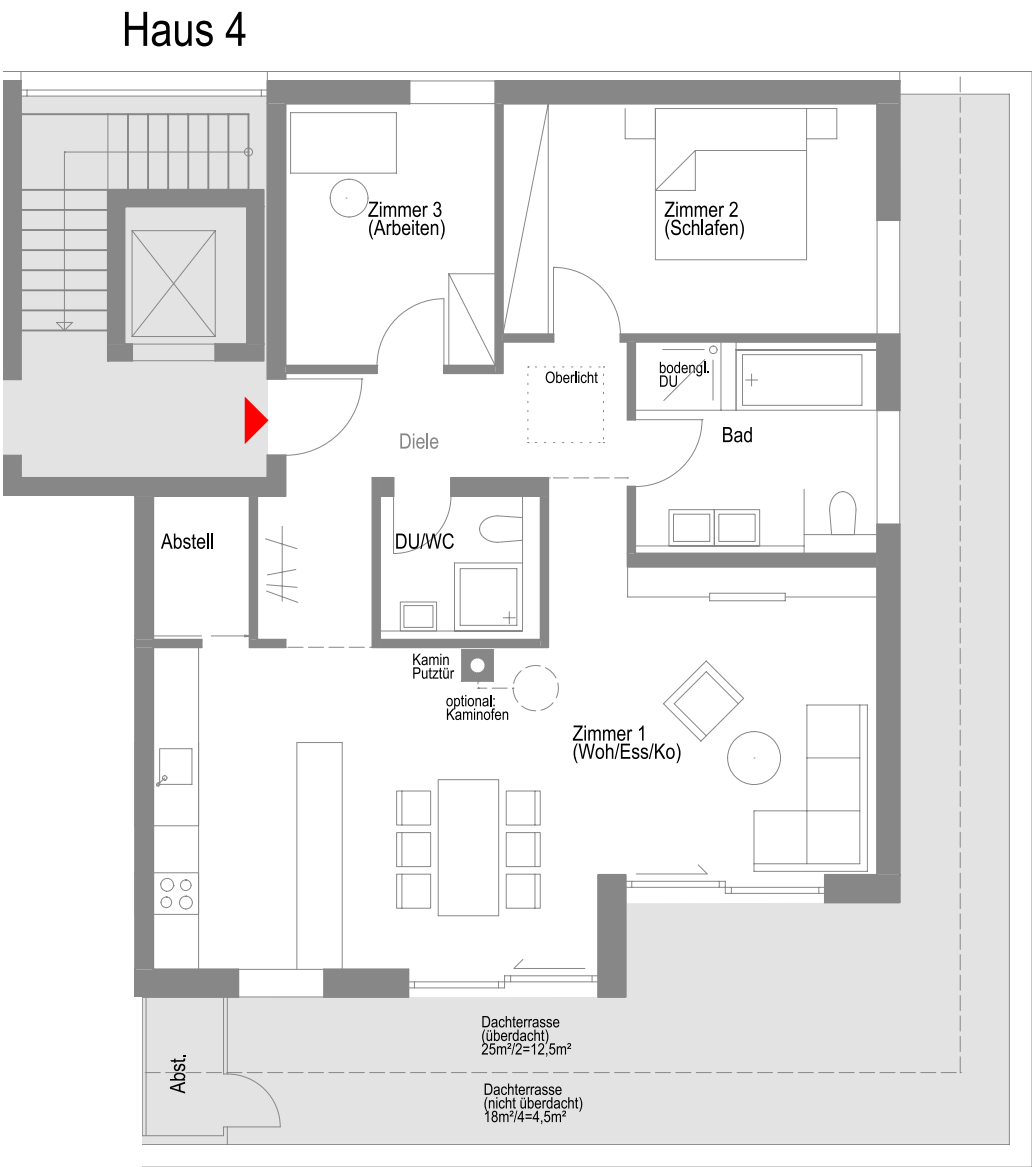 Haus 4
Zimmer 3
(Arbeiten)
Zimmer 2
(Schlafen)
Oberlicht
bodengl.
DU
Diele
Bad
Abstell
DU/WC
Kamin
Putztür
optional:
Kaminofen
Zimmer 1
(Woh/Ess/Ko)
Dachterrasse
(überdacht)
25m²/2=12,5m²
Abst.
Dachterrasse
(nicht überdacht)
18m²/4=4,5m²